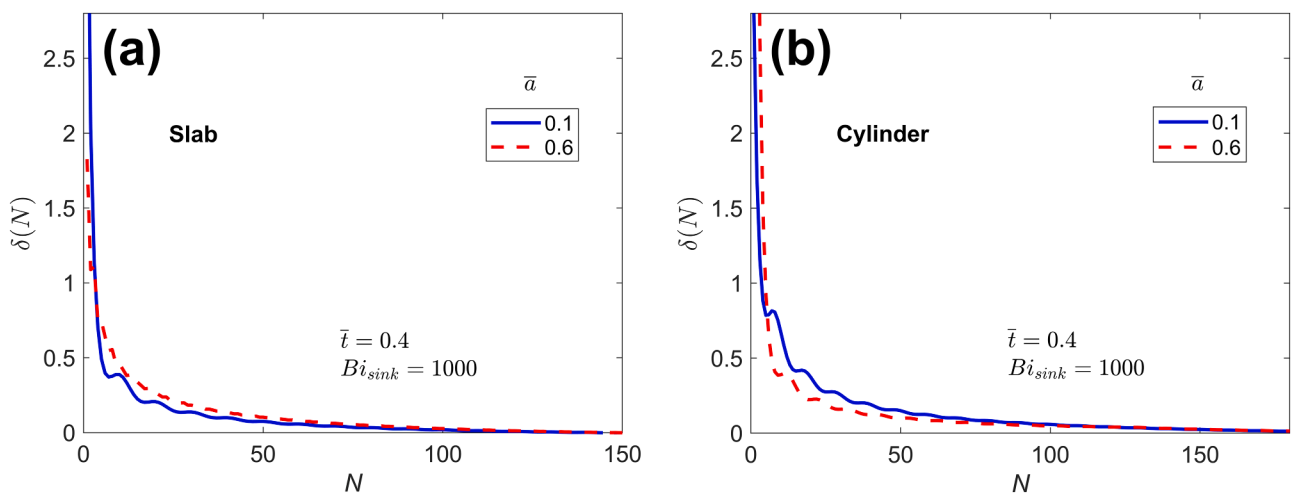 (a)
a̅
0.1
0.6
Slab
t̅ = 0.4
Bi_sink = 1000
δ(N)
2.5
2
1.5
1
0.5
0
0 50 100 150
N
(b)
a̅
0.1
0.6
Cylinder
t̅ = 0.4
Bi_sink = 1000
δ(N)
2.5
2
1.5
1
0.5
0
0 50 100 150
N